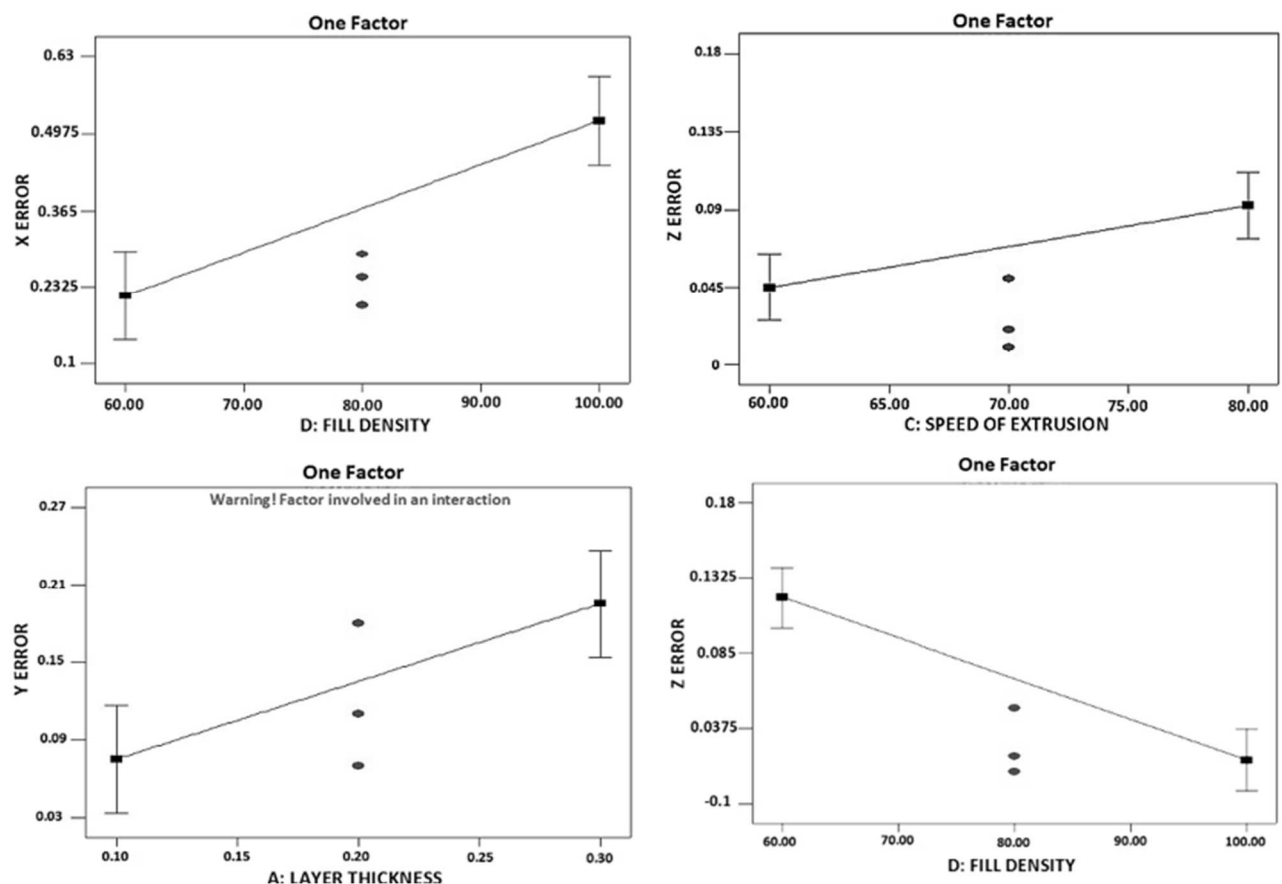 One Factor
0.63
0.4975
0.365
0.2325
0.1
X ERROR
60.00 70.00 80.00 90.00 100.00
D: FILL DENSITY
One Factor
0.18
0.135
0.09
0.045
0
Z ERROR
60.00 65.00 70.00 75.00 80.00
C: SPEED OF EXTRUSION
One Factor
Warning! Factor involved in an interaction
0.27
0.21
0.15
0.09
0.03
Y ERROR
0.10 0.15 0.20 0.25 0.30
A: LAYER THICKNESS
One Factor
0.18
0.1325
0.085
0.0375
-0.1
Z ERROR
60.00 70.00 80.00 90.00 100.00
D: FILL DENSITY